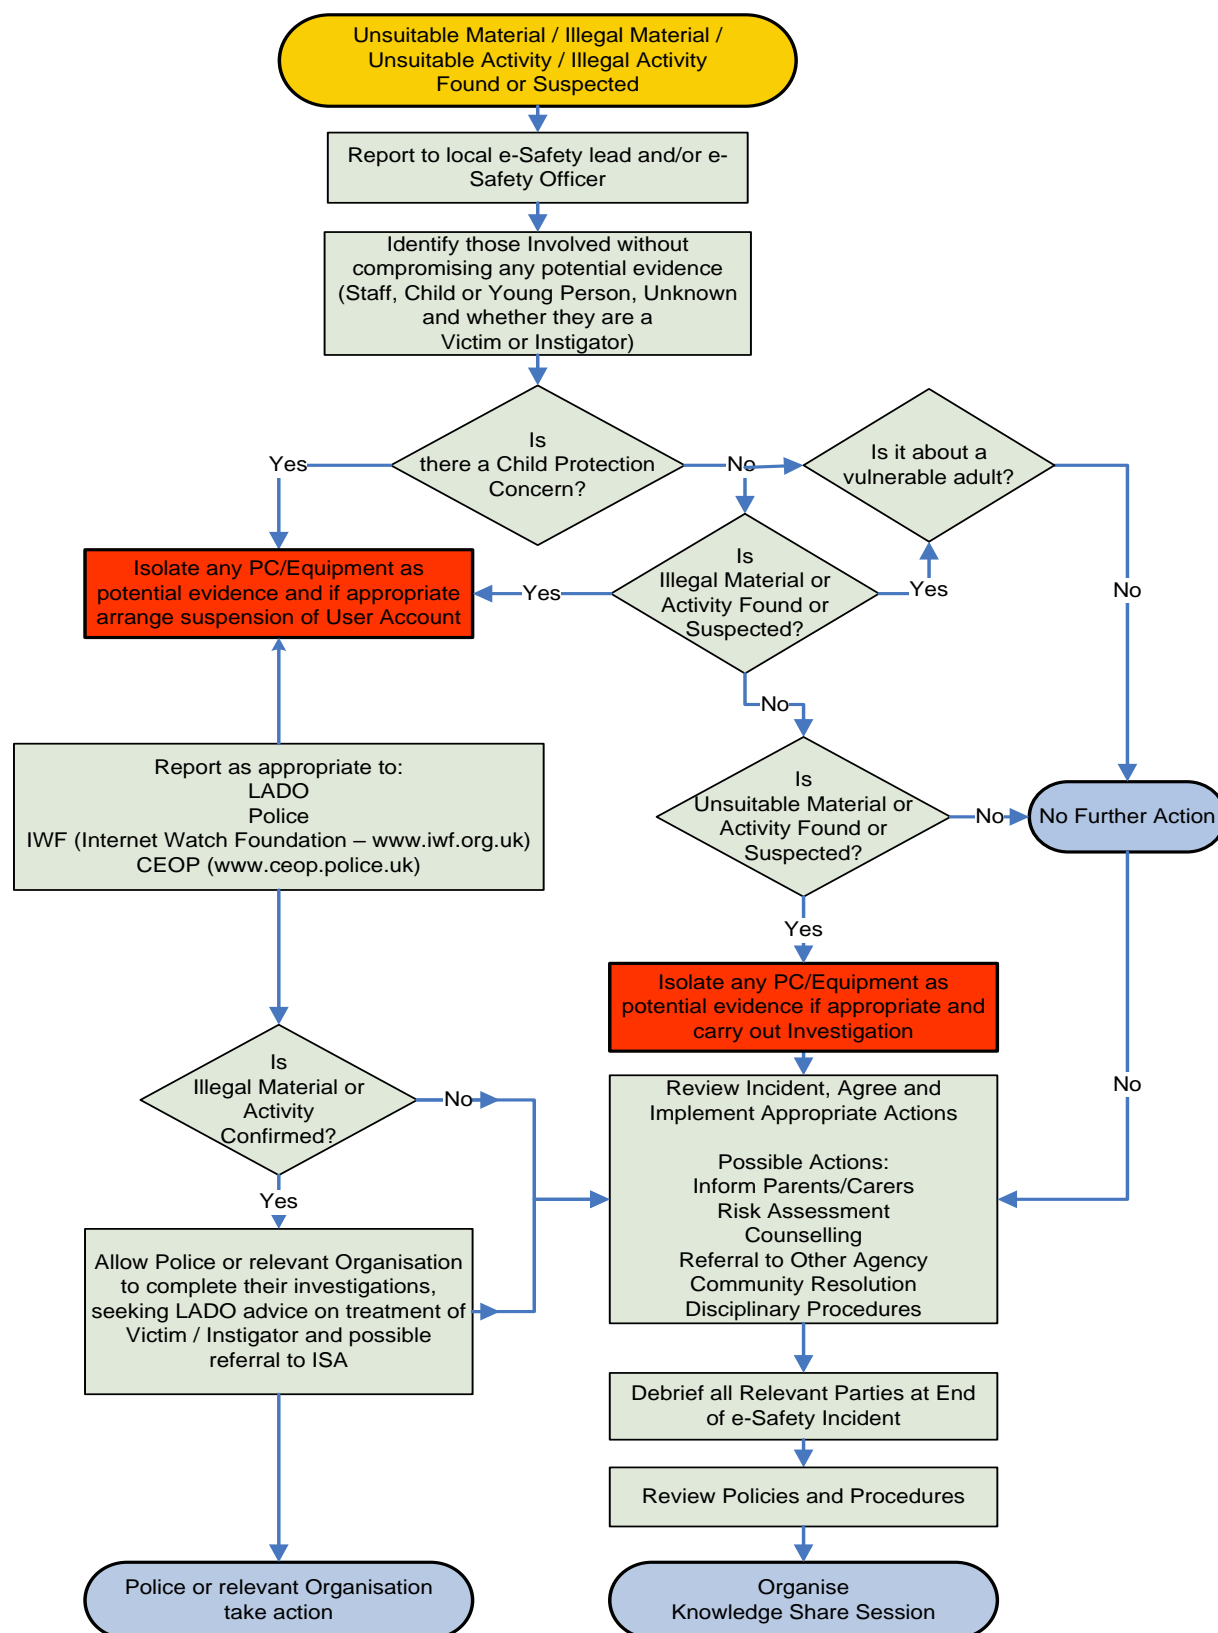 Unsuitable Material / Illegal Material /
Unsuitable Activity / Illegal Activity
Found or Suspected
Report to local e-Safety lead and/or e-
Safety Officer
Identify those Involved without
compromising any potential evidence
(Staff, Child or Young Person, Unknown
and whether they are a
Victim or Instigator)
Is
there a Child Protection
Concern?
Yes
No
Is it about a
vulnerable adult?
No
Isolate any PC/Equipment as
potential evidence and if appropriate
arrange suspension of User Account
Yes
Is
Illegal Material or
Activity Found or
Suspected?
Yes
No
Report as appropriate to:
LADO
Police
IWF (Internet Watch Foundation – www.iwf.org.uk)
CEOP (www.ceop.police.uk)
Is
Unsuitable Material or
Activity Found or
Suspected?
No
No Further Action
Yes
Isolate any PC/Equipment as
potential evidence if appropriate and
carry out Investigation
Is
Illegal Material or
Activity
Confirmed?
No
Yes
No
Review Incident, Agree and
Implement Appropriate Actions
Possible Actions:
Inform Parents/Carers
Risk Assessment
Counselling
Referral to Other Agency
Community Resolution
Disciplinary Procedures
Allow Police or relevant Organisation
to complete their investigations,
seeking LADO advice on treatment of
Victim / Instigator and possible
referral to ISA
Debrief all Relevant Parties at End
of e-Safety Incident
Review Policies and Procedures
Police or relevant Organisation
take action
Organise
Knowledge Share Session